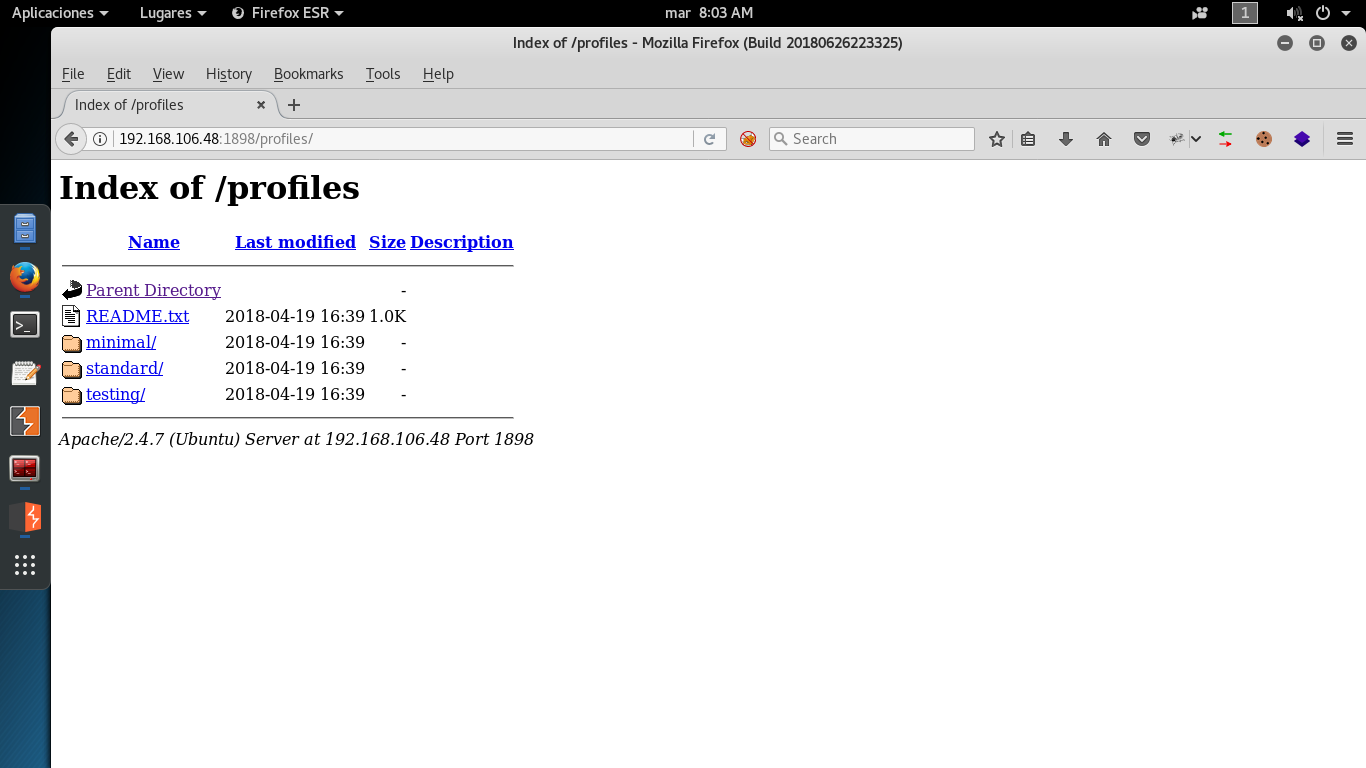 Aplicaciones Lugares Firefox ESR mar 8:03 AM 1
Index of /profiles - Mozilla Firefox (Build 20180626223325)
File Edit View History Bookmarks Tools Help
Index of /profiles
192.168.106.48:1898/profiles/ Search
Index of /profiles
Name Last modified Size Description
Parent Directory -
README.txt 2018-04-19 16:39 1.0K
minimal/ 2018-04-19 16:39 -
standard/ 2018-04-19 16:39 -
testing/ 2018-04-19 16:39 -
Apache/2.4.7 (Ubuntu) Server at 192.168.106.48 Port 1898